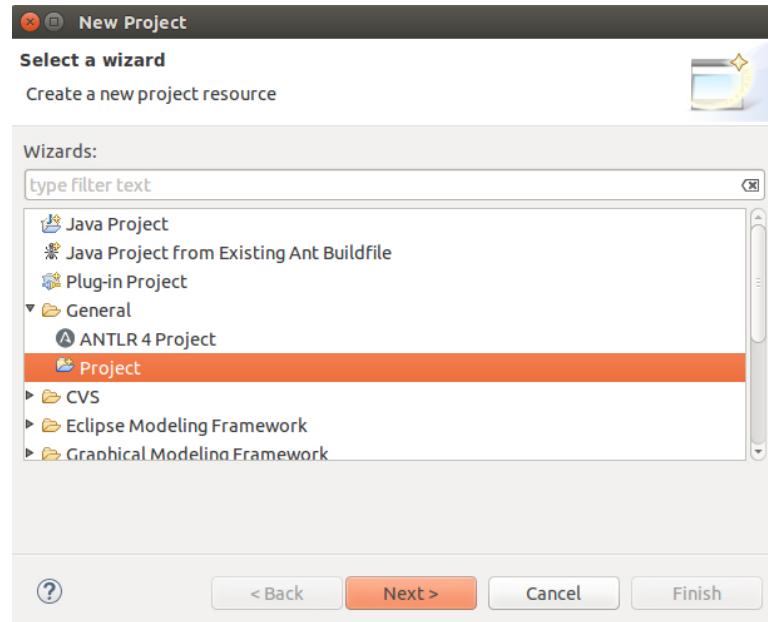 New Project
Select a wizard
Create a new project resource
Wizards:
type filter text
Java Project
Java Project from Existing Ant Buildfile
Plug-in Project
General
ANTLR 4 Project
Project
CVS
Eclipse Modeling Framework
Graphical Modeling Framework
? < Back Next > Cancel Finish